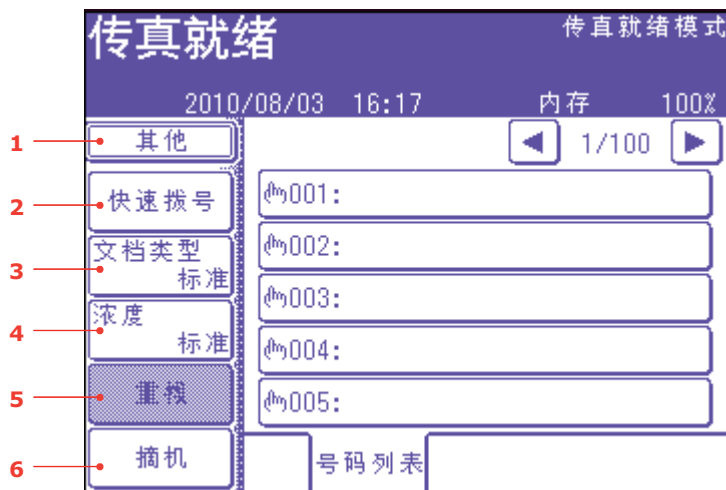 传真就绪
传真就绪模式
2010/08/03 16:17 内存 100%
1 其他
1/100
2 快速拨号
001:
3 文档类型
标准
002:
003:
4 浓度
标准
004:
5 重拨
005:
6 摘机
号码列表